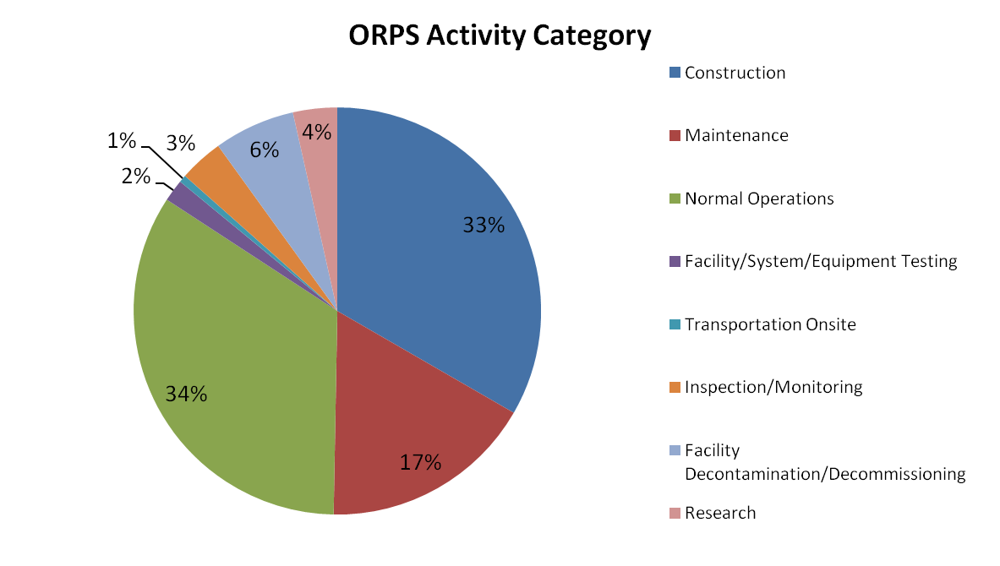 ORPS Activity Category
Construction
Maintenance
Normal Operations
Facility/System/Equipment Testing
Transportation Onsite
Inspection/Monitoring
Facility
Decontamination/Decommissioning
Research
33%
17%
34%
2%
1%
3%
6%
4%